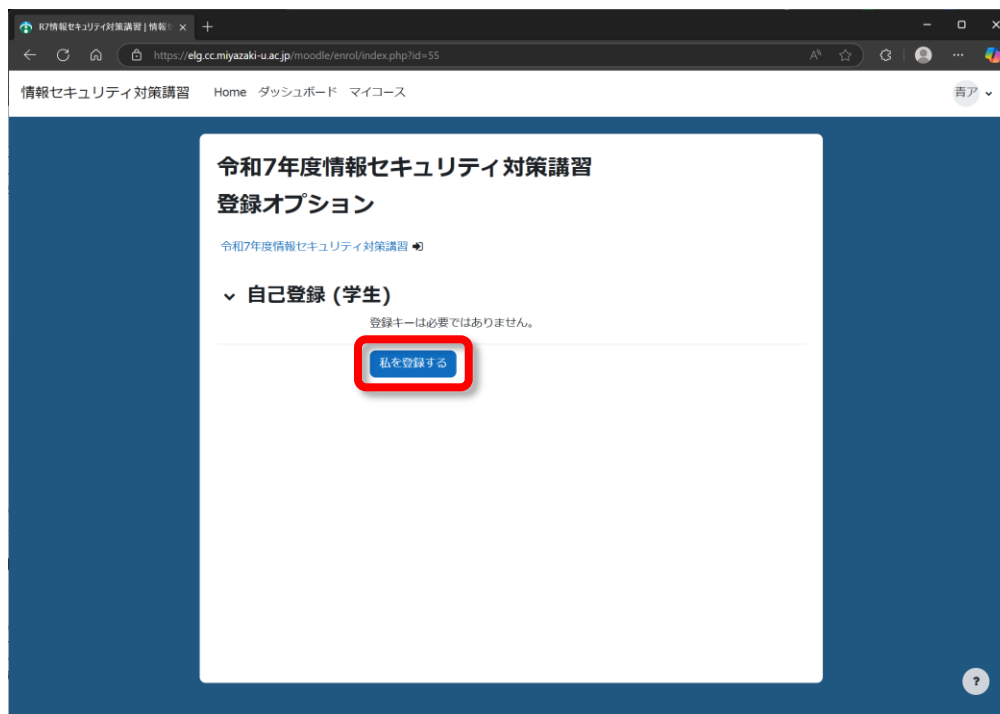 R7情報セキュリティ対策講習 | 情報
https://elg.cc.miyazaki-u.ac.jp/moodle/enrol/index.php?id=55
情報セキュリティ対策講習 Home ダッシュボード マイコース 青ア
令和7年度情報セキュリティ対策講習
登録オプション
令和7年度情報セキュリティ対策講習
自己登録 (学生)
登録キーは必要ではありません。
私を登録する
?